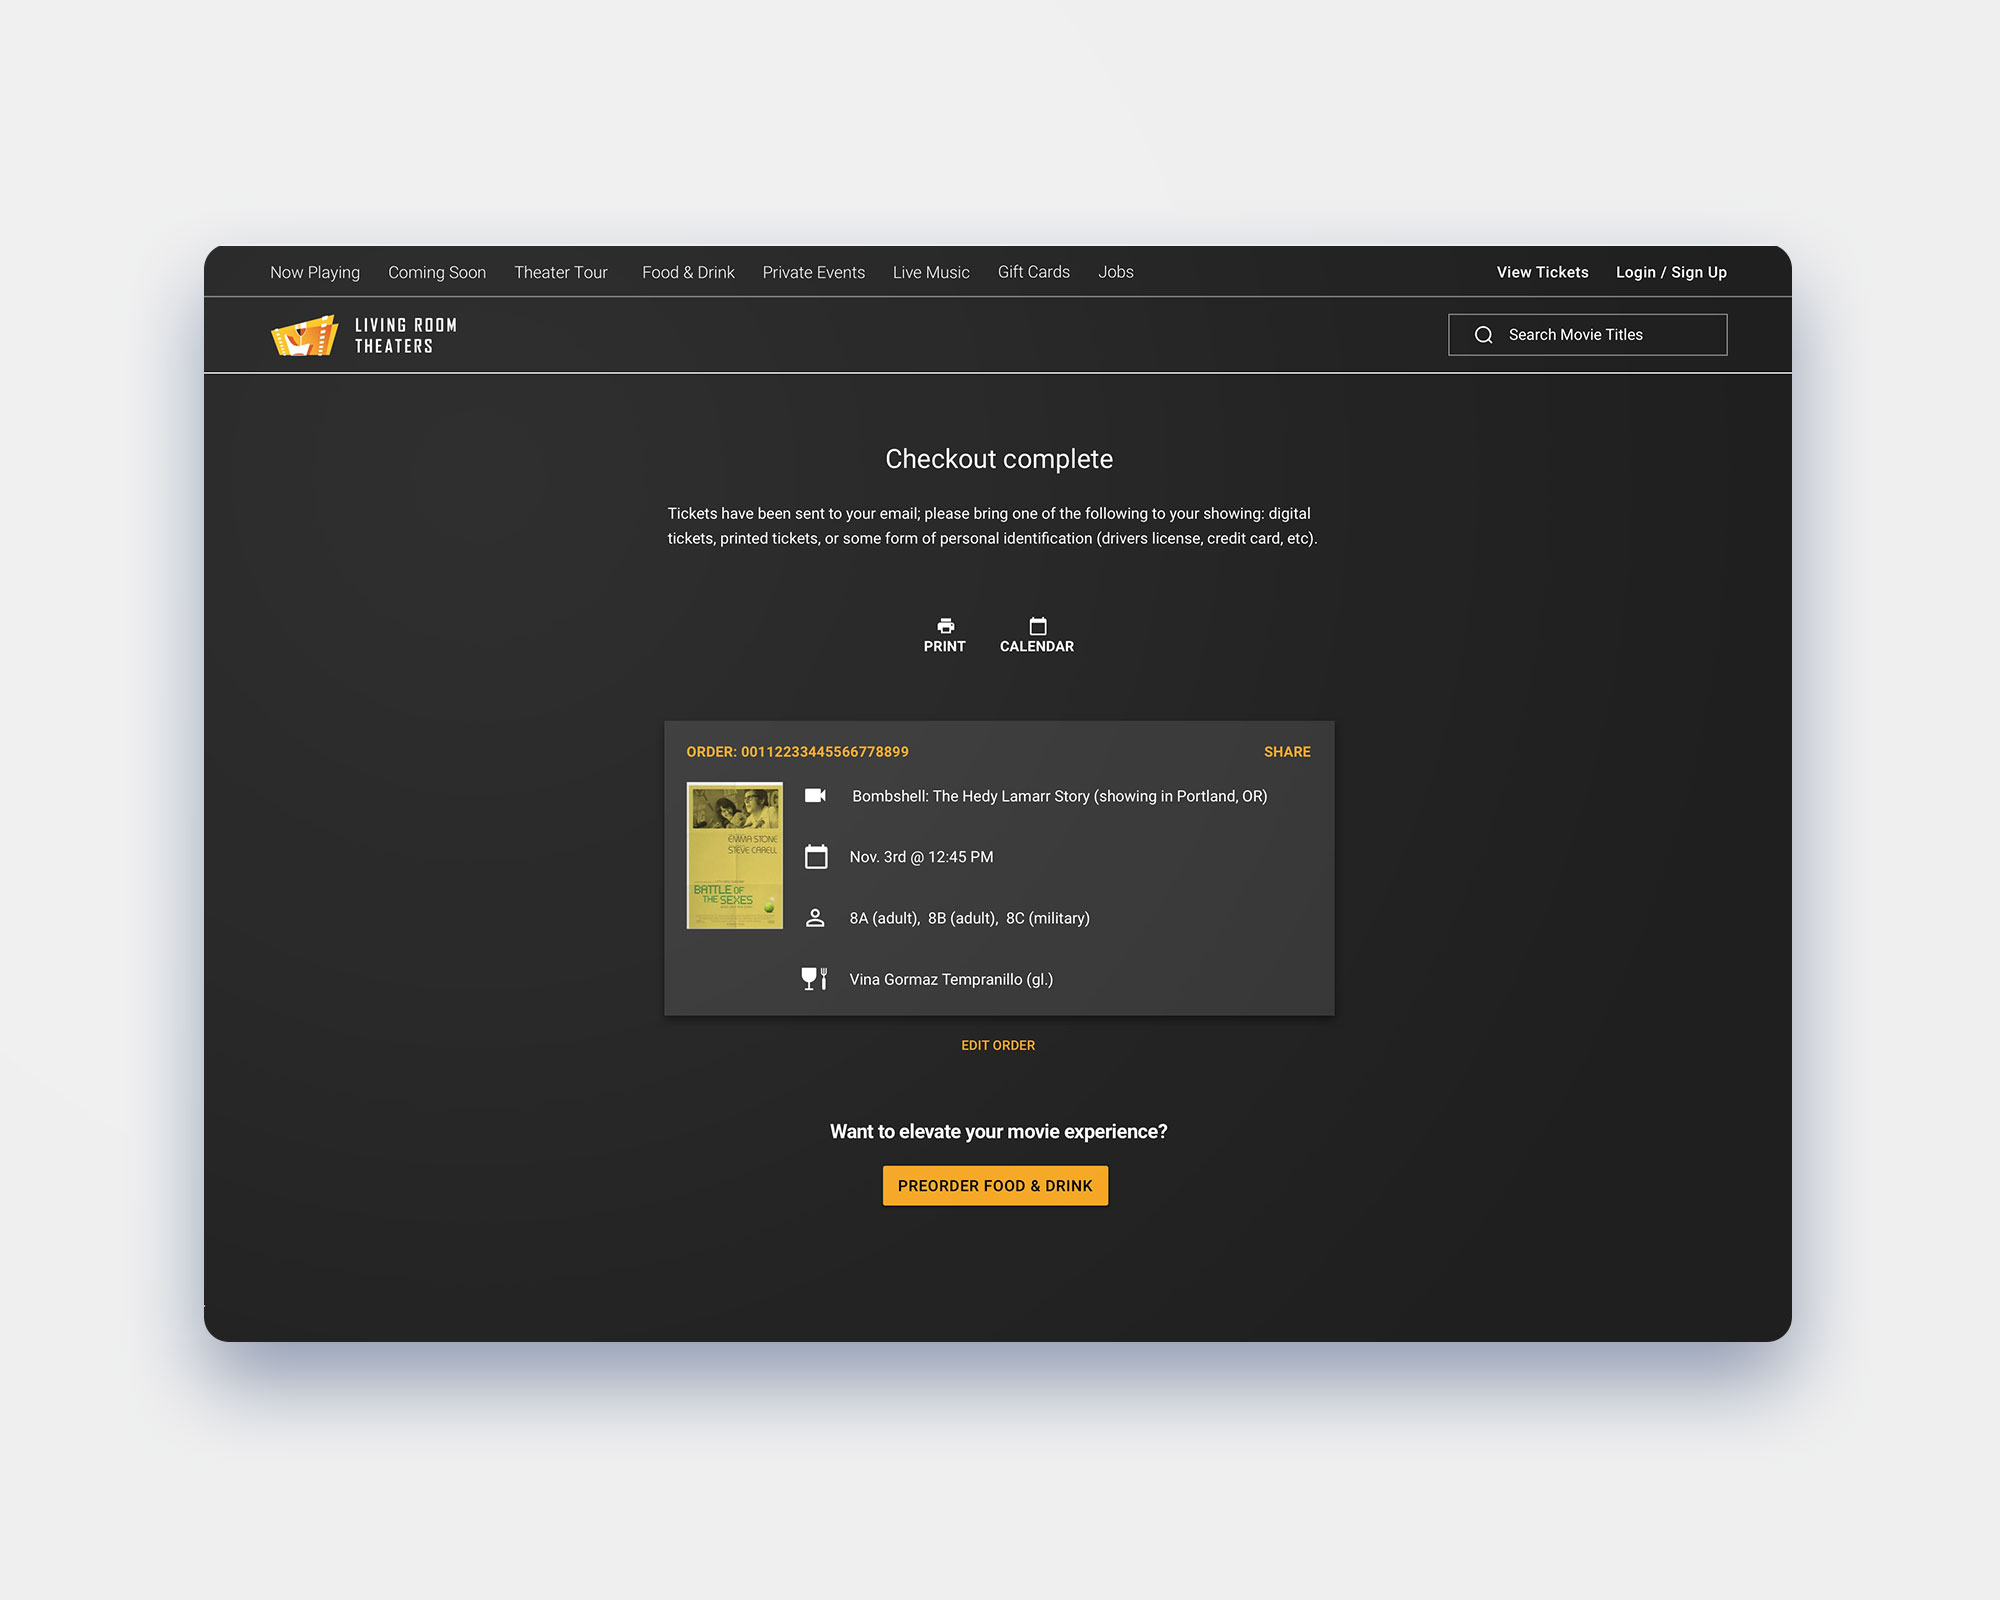 Now Playing Coming Soon Theater Tour Food & Drink Private Events Live Music Gift Cards Jobs View Tickets Login / Sign Up
LIVING ROOM
THEATERS
Search Movie Titles
Checkout complete
Tickets have been sent to your email; please bring one of the following to your showing: digital
tickets, printed tickets, or some form of personal identification (drivers license, credit card, etc).
PRINT CALENDAR
ORDER: 00112233445566778899 SHARE
EMMA STONE
STEVE CARELL
BATTLE OF
THE SEXES
Bombshell: The Hedy Lamarr Story (showing in Portland, OR)
Nov. 3rd @ 12:45 PM
8A (adult), 8B (adult), 8C (military)
Vina Gormaz Tempranillo (gl.)
EDIT ORDER
Want to elevate your movie experience?
PREORDER FOOD & DRINK